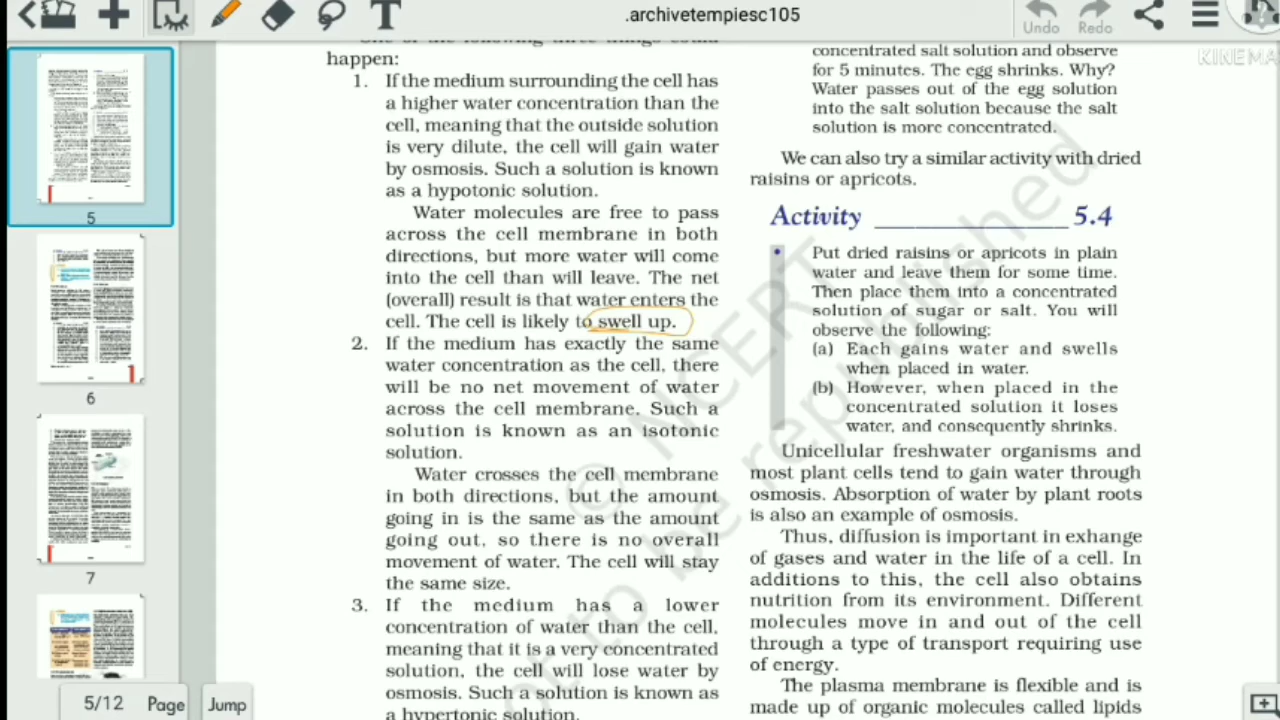 .archivetempiesc105
Undo
Redo
KINEMA
5
6
7
5/12 Page
Jump
One of the following three things could
happen:
1. If the medium surrounding the cell has
a higher water concentration than the
cell, meaning that the outside solution
is very dilute, the cell will gain water
by osmosis. Such a solution is known
as a hypotonic solution.
Water molecules are free to pass
across the cell membrane in both
directions, but more water will come
into the cell than will leave. The net
(overall) result is that water enters the
cell. The cell is likely to swell up.
2. If the medium has exactly the same
water concentration as the cell, there
will be no net movement of water
across the cell membrane. Such a
solution is known as an isotonic
solution.
Water crosses the cell membrane
in both directions, but the amount
going in is the same as the amount
going out, so there is no overall
movement of water. The cell will stay
the same size.
3. If the medium has a lower
concentration of water than the cell,
meaning that it is a very concentrated
solution, the cell will lose water by
osmosis. Such a solution is known as
a hypertonic solution.
concentrated salt solution and observe
for 5 minutes. The egg shrinks. Why?
Water passes out of the egg solution
into the salt solution because the salt
solution is more concentrated.
We can also try a similar activity with dried
raisins or apricots.
Activity ______________ 5.4
• Put dried raisins or apricots in plain
water and leave them for some time.
Then place them into a concentrated
solution of sugar or salt. You will
observe the following:
(a) Each gains water and swells
when placed in water.
(b) However, when placed in the
concentrated solution it loses
water, and consequently shrinks.
Unicellular freshwater organisms and
most plant cells tend to gain water through
osmosis. Absorption of water by plant roots
is also an example of osmosis.
Thus, diffusion is important in exhange
of gases and water in the life of a cell. In
additions to this, the cell also obtains
nutrition from its environment. Different
molecules move in and out of the cell
through a type of transport requiring use
of energy.
The plasma membrane is flexible and is
made up of organic molecules called lipids